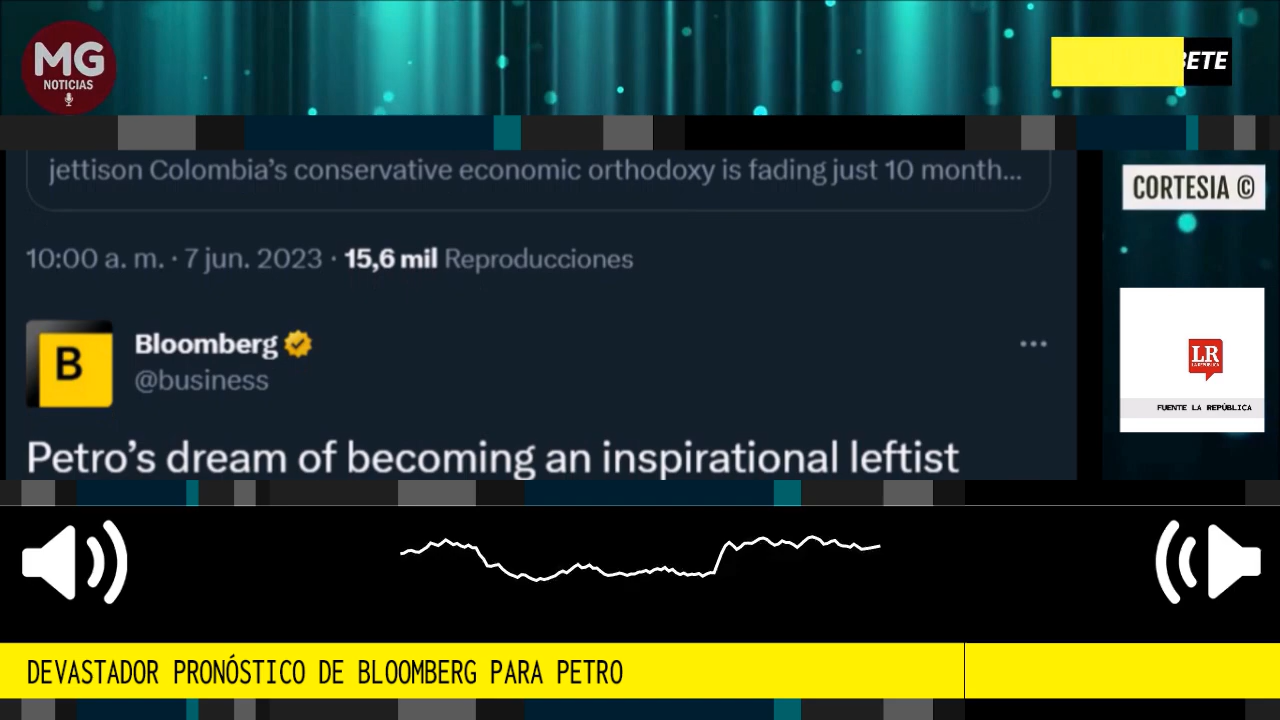 MG
NOTICIAS
BETE
jettison Colombia's conservative economic orthodoxy is fading just 10 month...
CORTESIA ©
10:00 a. m. · 7 jun. 2023 · 15,6 mil Reproducciones
B
Bloomberg
@business
LR
LA REPÚBLICA
FUENTE LA REPÚBLICA
Petro's dream of becoming an inspirational leftist
DEVASTADOR PRONÓSTICO DE BLOOMBERG PARA PETRO